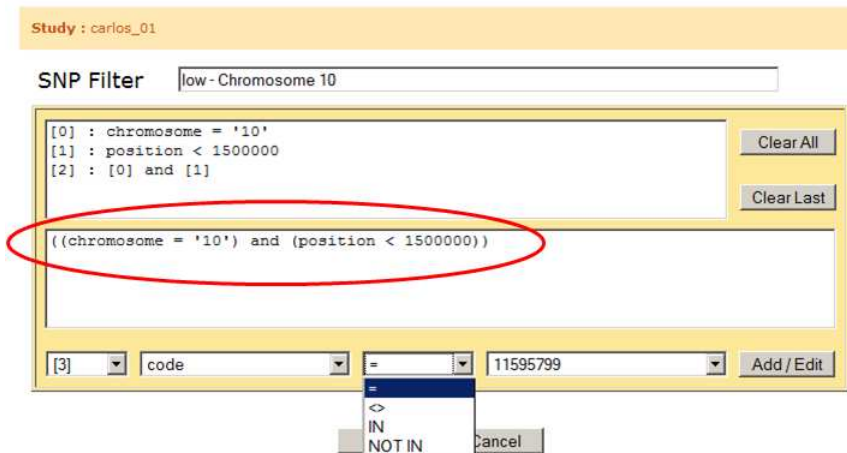 Study : carlos_01
SNP Filter low - Chromosome 10
[0] : chromosome = '10'
[1] : position < 1500000
[2] : [0] and [1]
Clear All
Clear Last
((chromosome = '10') and (position < 1500000))
[3] code = 11595799 Add / Edit
=
<>
IN
NOT IN
Cancel